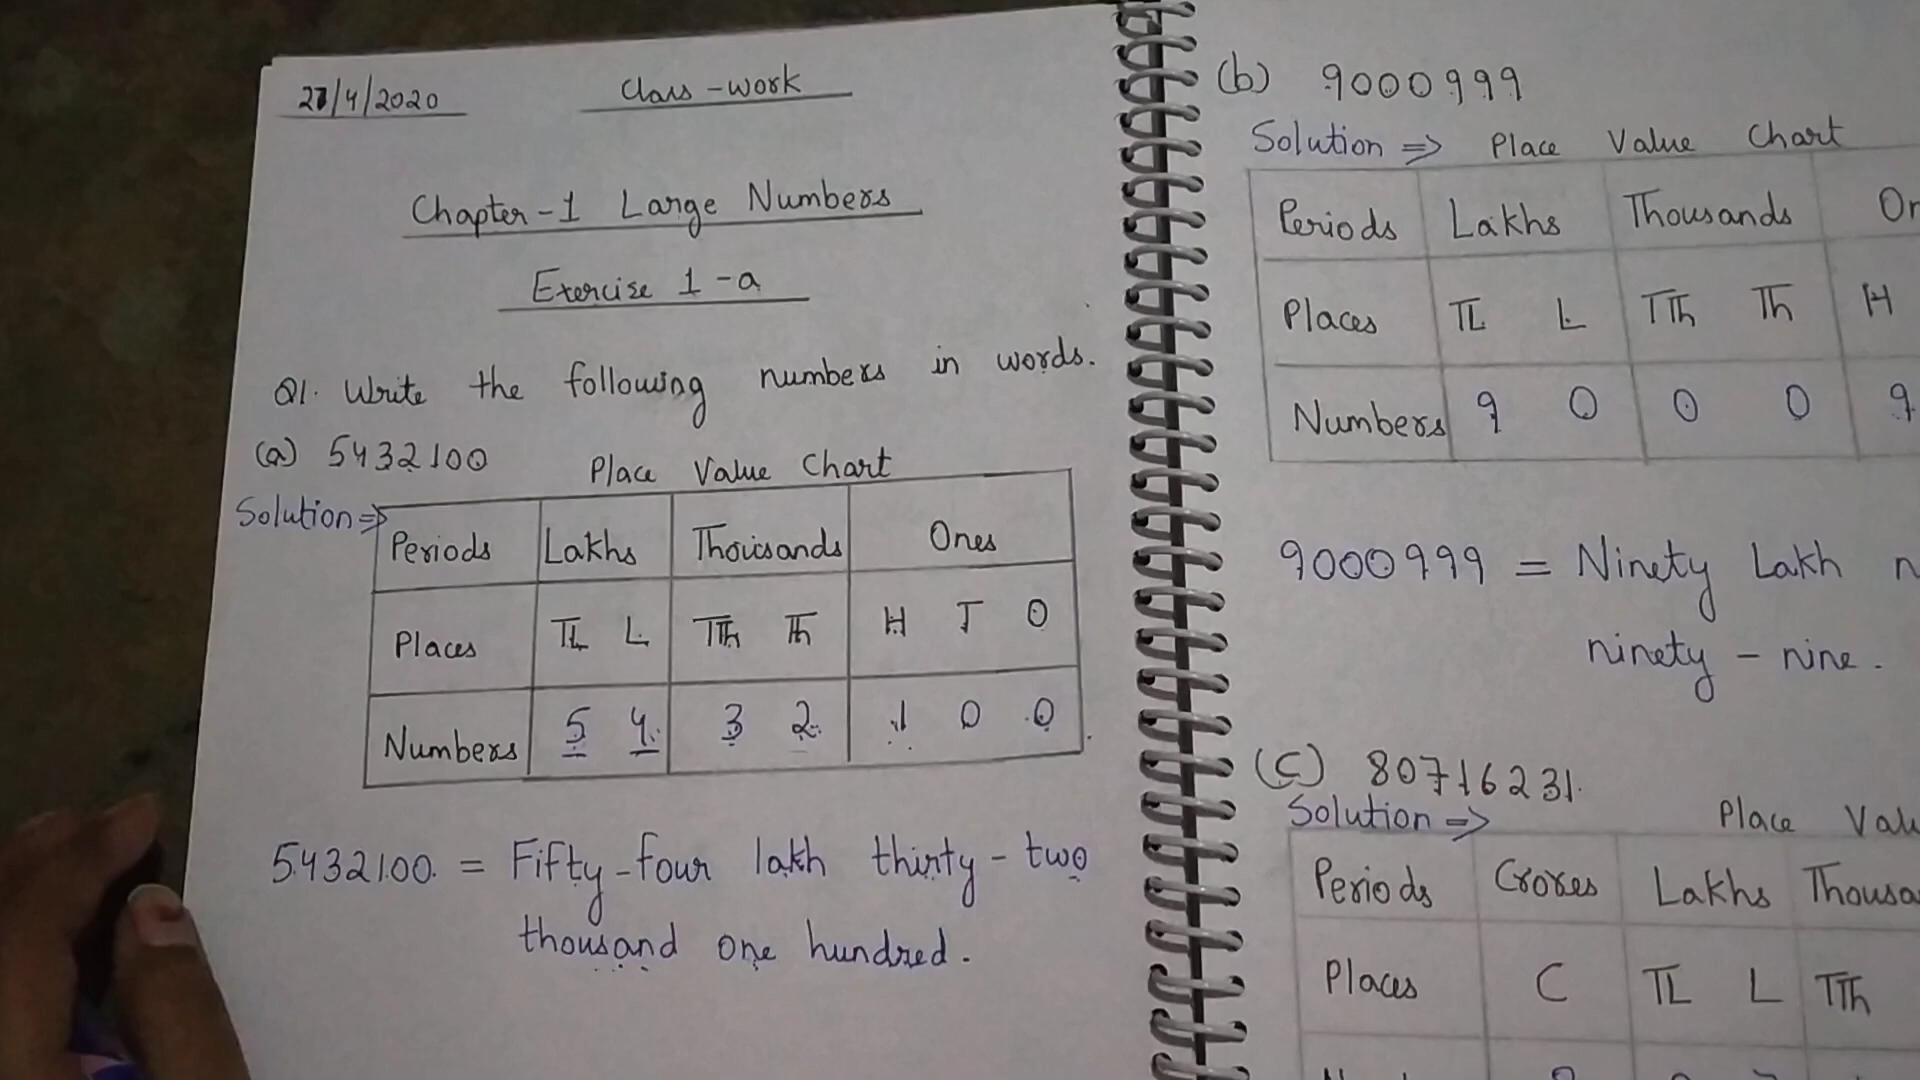 27/4/2020 Class-work
Chapter-1 Large Numbers
Exercise 1-a
Q1. Write the following numbers in words.
(a) 5432100 Place Value Chart
Solution ⇒
Periods Lakhs Thousands Ones
Places TL L TTh Th H T O
Numbers 5 4 3 2 1 0 0
5432100 = Fifty-four lakh thirty-two
thousand one hundred.
(b) 9000999
Solution ⇒ Place Value Chart
Periods Lakhs Thousands
Places TL L TTh Th H
Numbers 9 0 0 0 9
9000999 = Ninety Lakh
ninety-nine.
(c) 80716231
Solution ⇒ Place
Periods Crores Lakhs
Places C TL L TTh